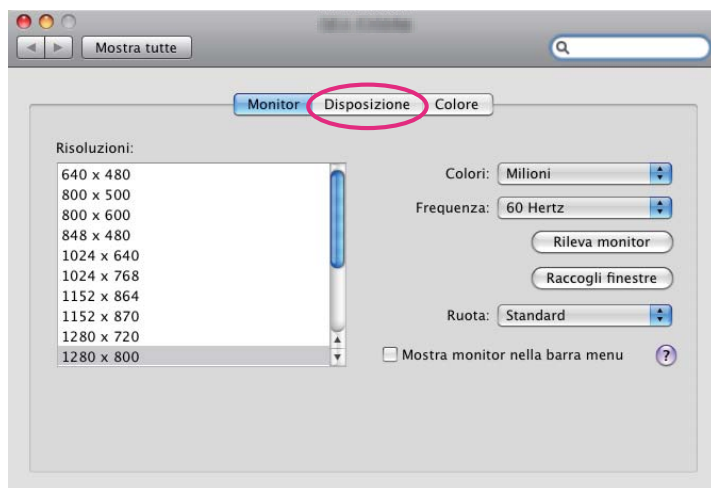 Mostra tutte
Monitor Disposizione Colore
Risoluzioni:
640 x 480
800 x 500
800 x 600
848 x 480
1024 x 640
1024 x 768
1152 x 864
1152 x 870
1280 x 720
1280 x 800
Colori: Milioni
Frequenza: 60 Hertz
Rileva monitor
Raccogli finestre
Ruota: Standard
Mostra monitor nella barra menu ?